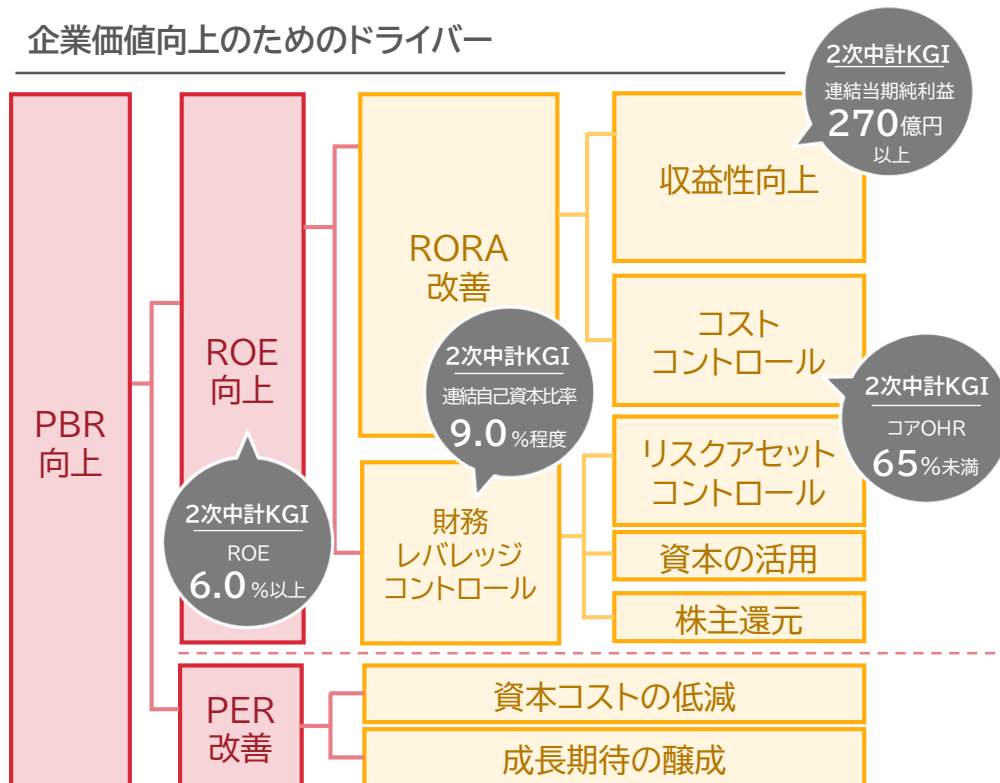 企業価値向上のためのドライバー
PBR
向上
ROE
向上
2次中計KGI
ROE
6.0%以上
RORA
改善
2次中計KGI
連結自己資本比率
9.0%程度
財務
レバレッジ
コントロール
収益性向上
2次中計KGI
連結当期純利益
270億円
以上
コスト
コントロール
2次中計KGI
コアOHR
65%未満
リスクアセット
コントロール
資本の活用
株主還元
PER
改善
資本コストの低減
成長期待の醸成